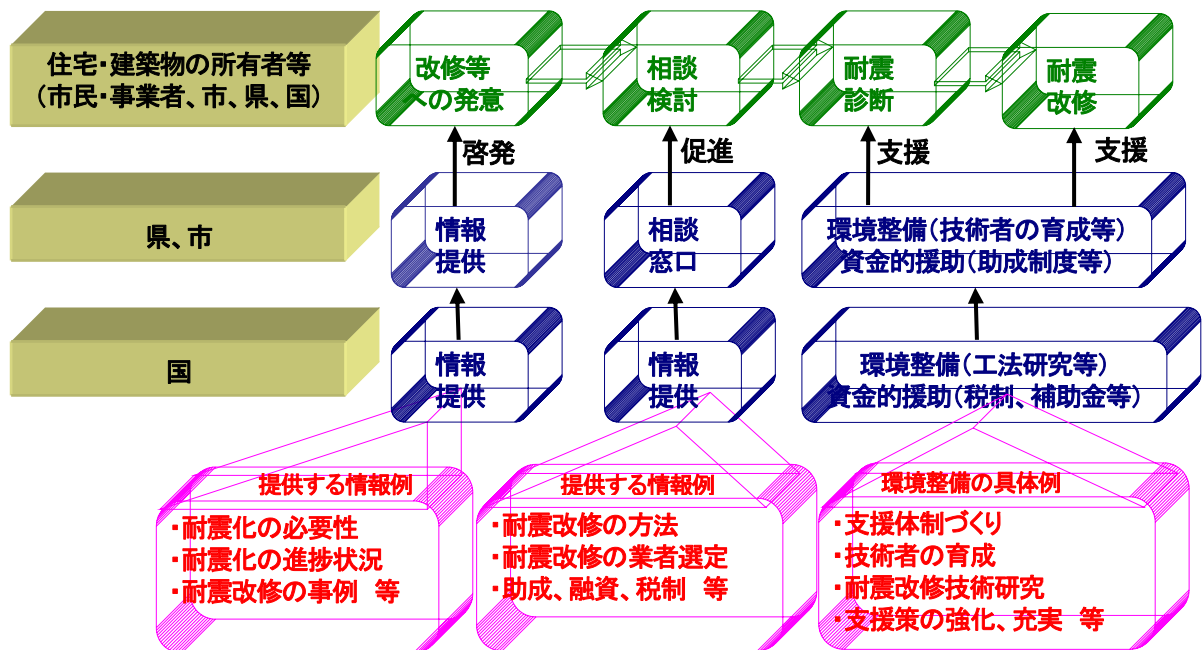 住宅・建築物の所有者等
（市民・事業者、市、県、国）
改修等
への発意
相談
検討
耐震
診断
耐震
改修
啓発
促進
支援
支援
県、市
情報
提供
相談
窓口
環境整備（技術者の育成等）
資金的援助（助成制度等）
国
情報
提供
情報
提供
環境整備（工法研究等）
資金的援助（税制、補助金等）
提供する情報例
・耐震化の必要性
・耐震化の進捗状況
・耐震改修の事例　等
提供する情報例
・耐震改修の方法
・耐震改修の業者選定
・助成、融資、税制　等
環境整備の具体例
・支援体制づくり
・技術者の育成
・耐震改修技術研究
・支援策の強化、充実　等